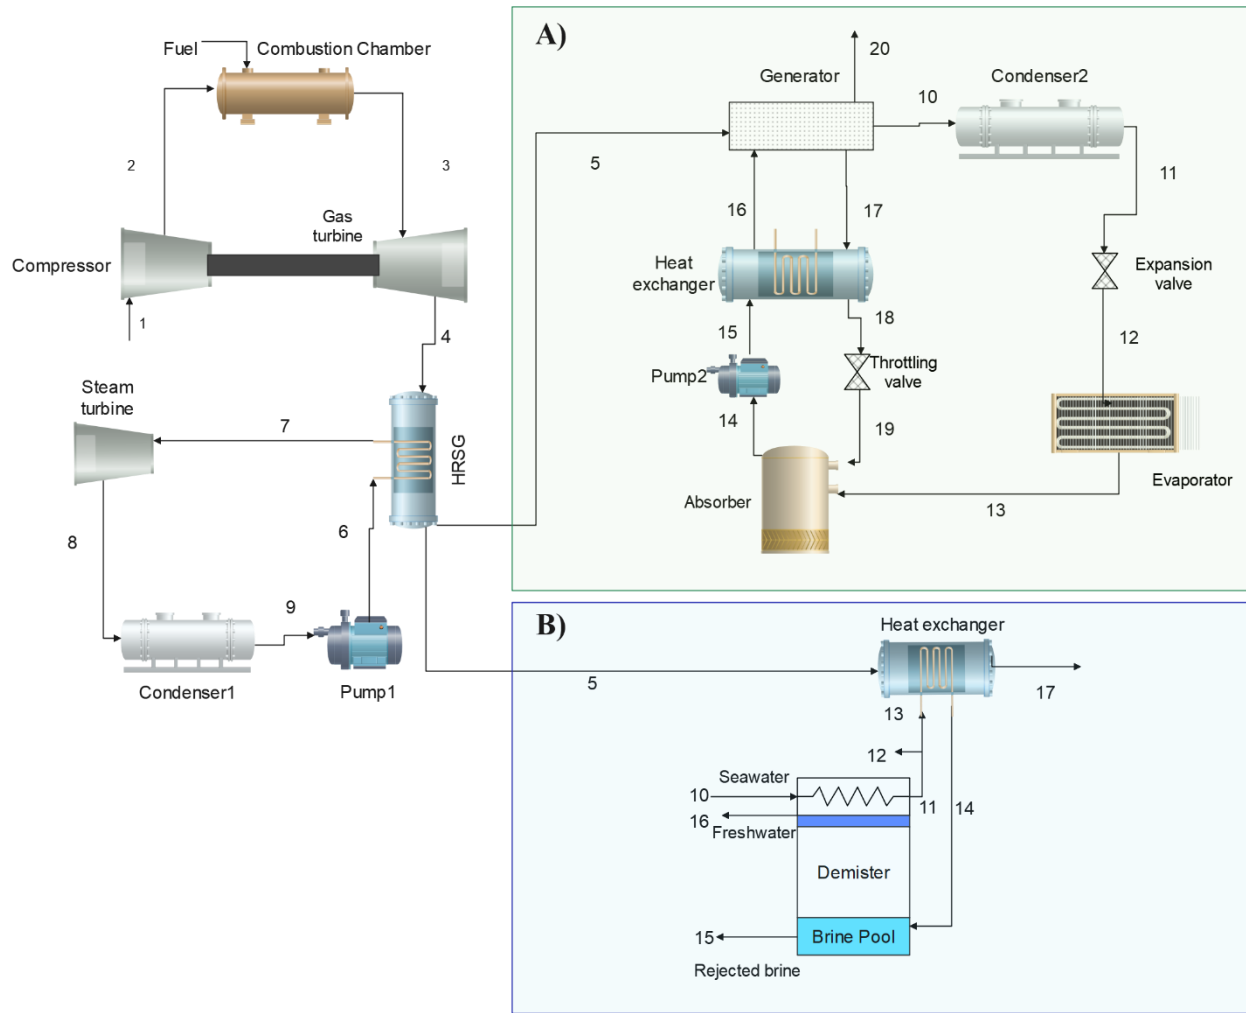 A)
Fuel
Combustion Chamber
20
Generator
Condenser2
10
2
3
5
11
16
17
Gas
turbine
Compressor
Heat
exchanger
Expansion
valve
1
4
15
18
12
Pump2
Throttling
valve
Steam
turbine
7
14
19
HRSG
Absorber
Evaporator
13
6
8
9
B)
Heat exchanger
Condenser1
Pump1
5
17
13
12
Seawater
10
11
14
16
Freshwater
Demister
15
Brine Pool
Rejected brine